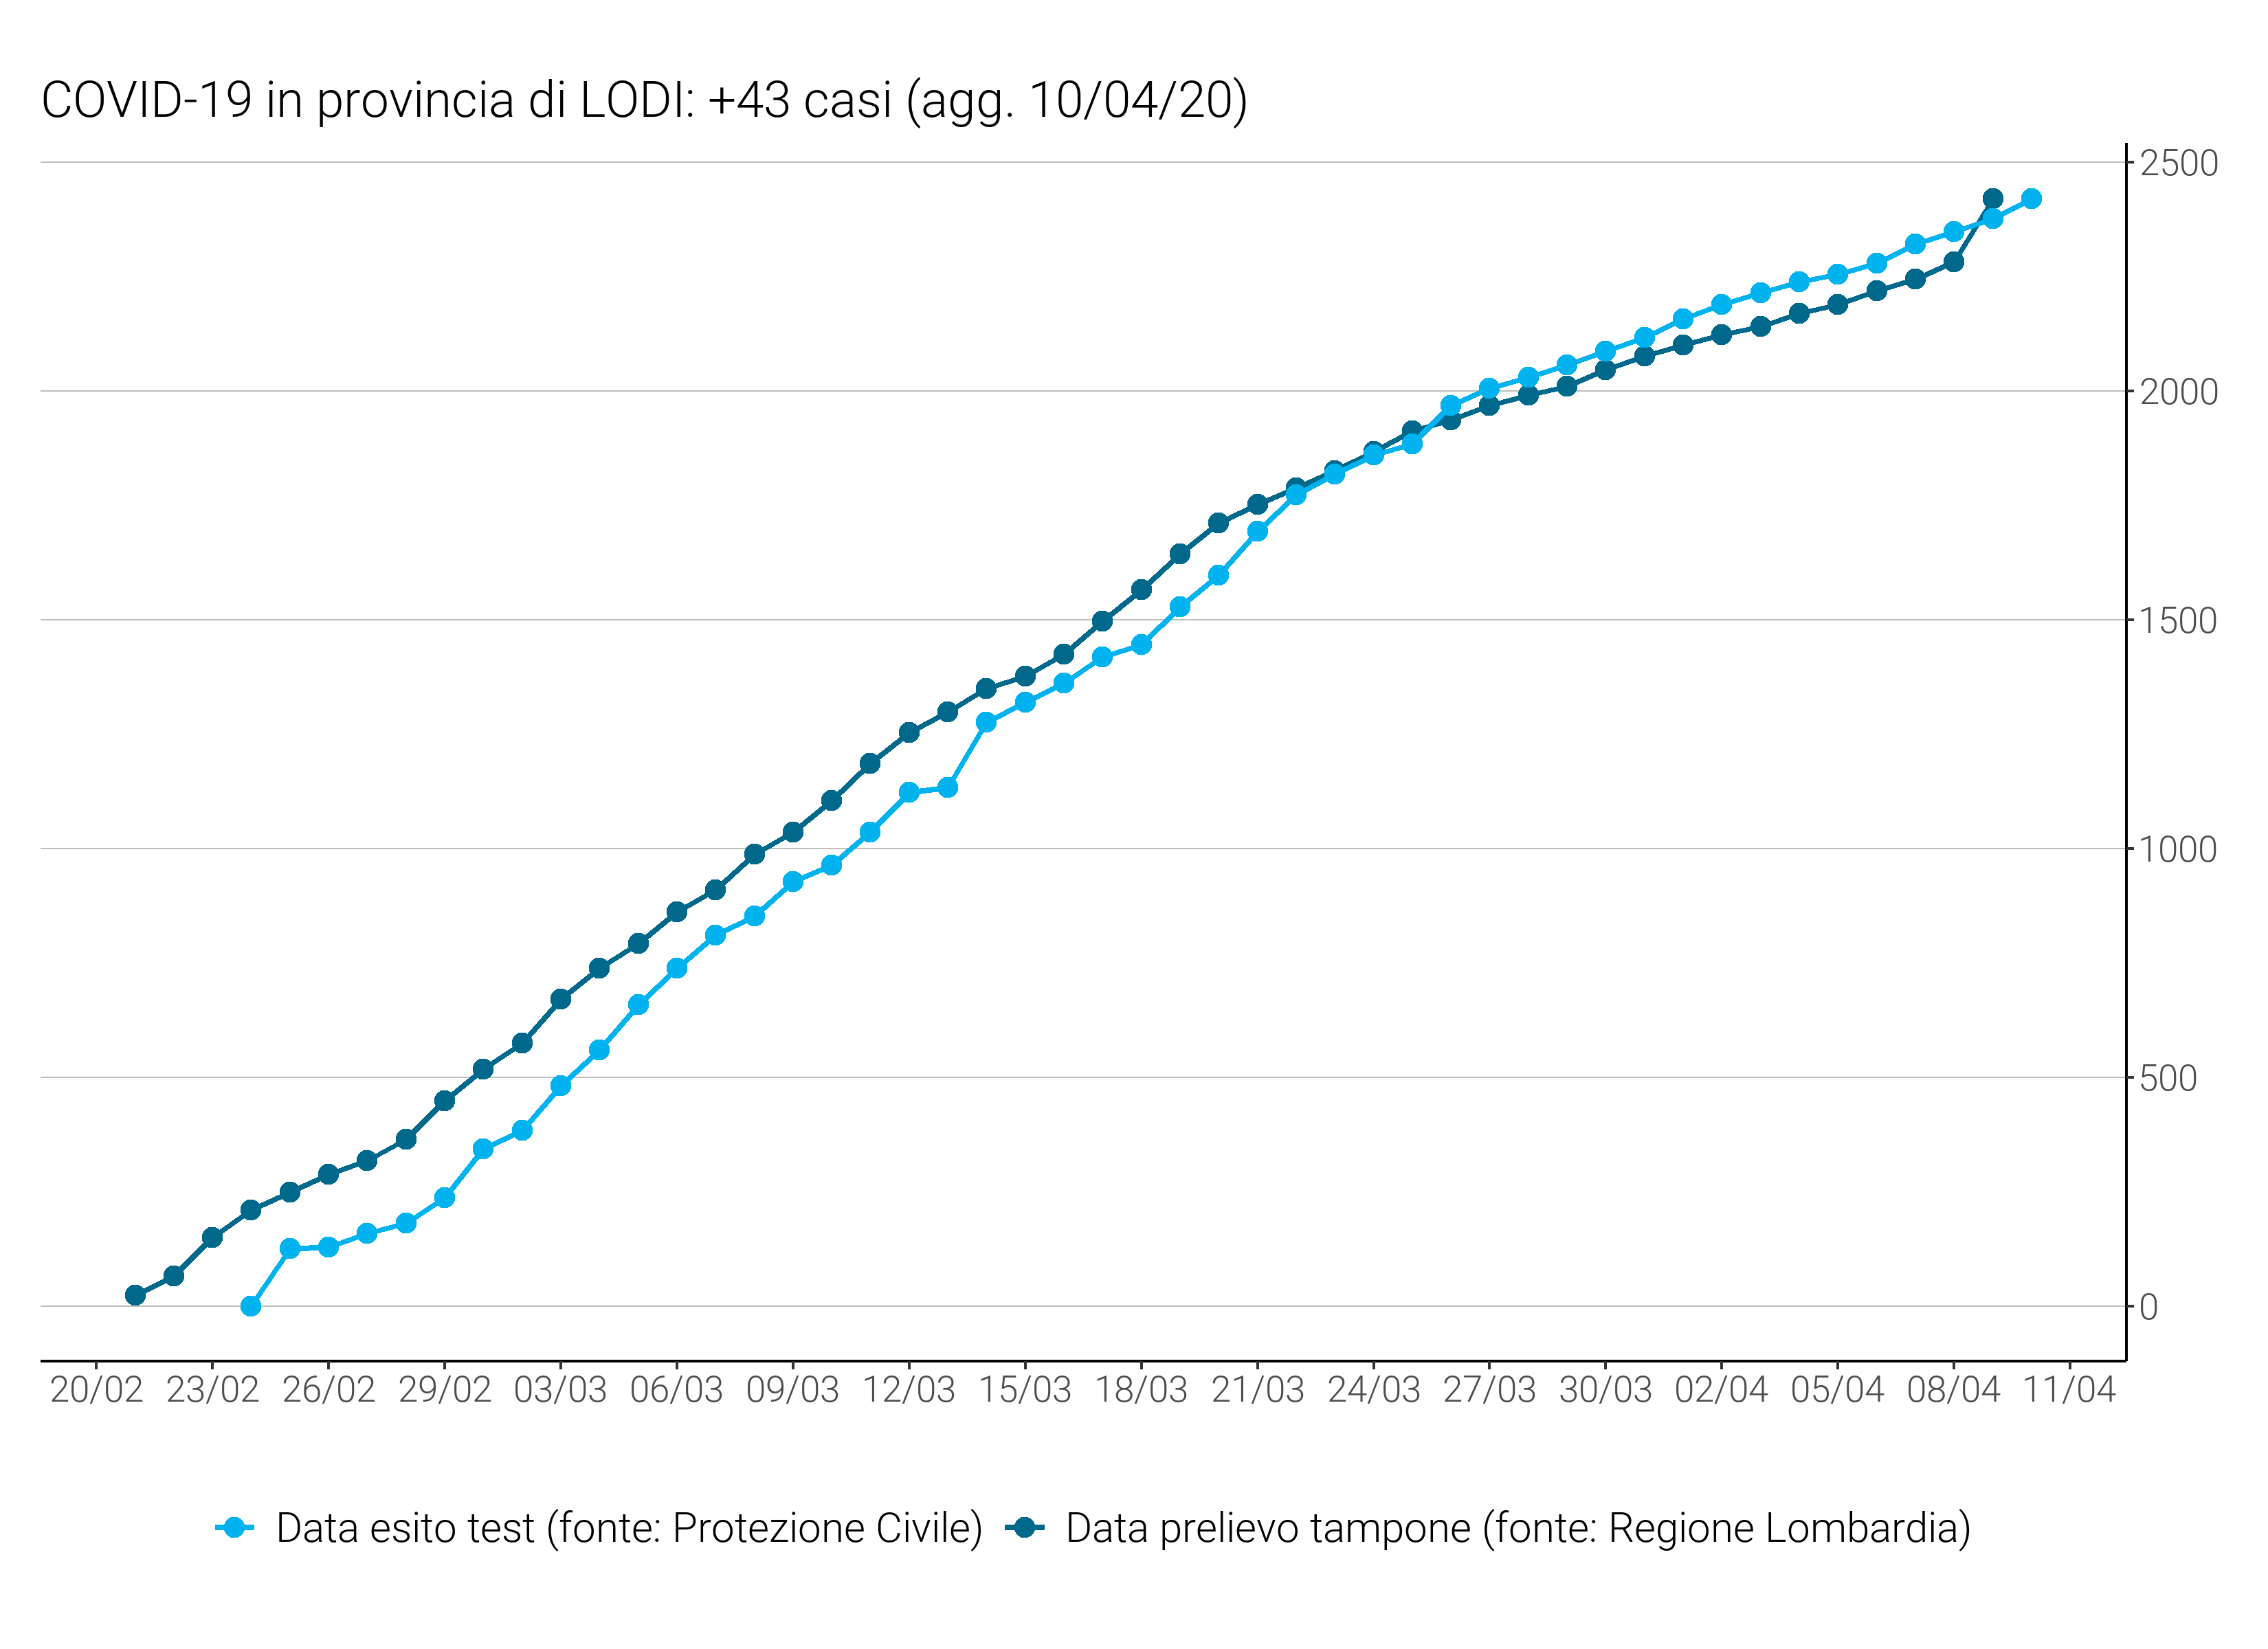 COVID-19 in provincia di LODI: +43 casi (agg. 10/04/20)
2500
2000
1500
1000
500
0
20/02 23/02 26/02 29/02 03/03 06/03 09/03 12/03 15/03 18/03 21/03 24/03 27/03 30/03 02/04 05/04 08/04 11/04
Data esito test (fonte: Protezione Civile) Data prelievo tampone (fonte: Regione Lombardia)